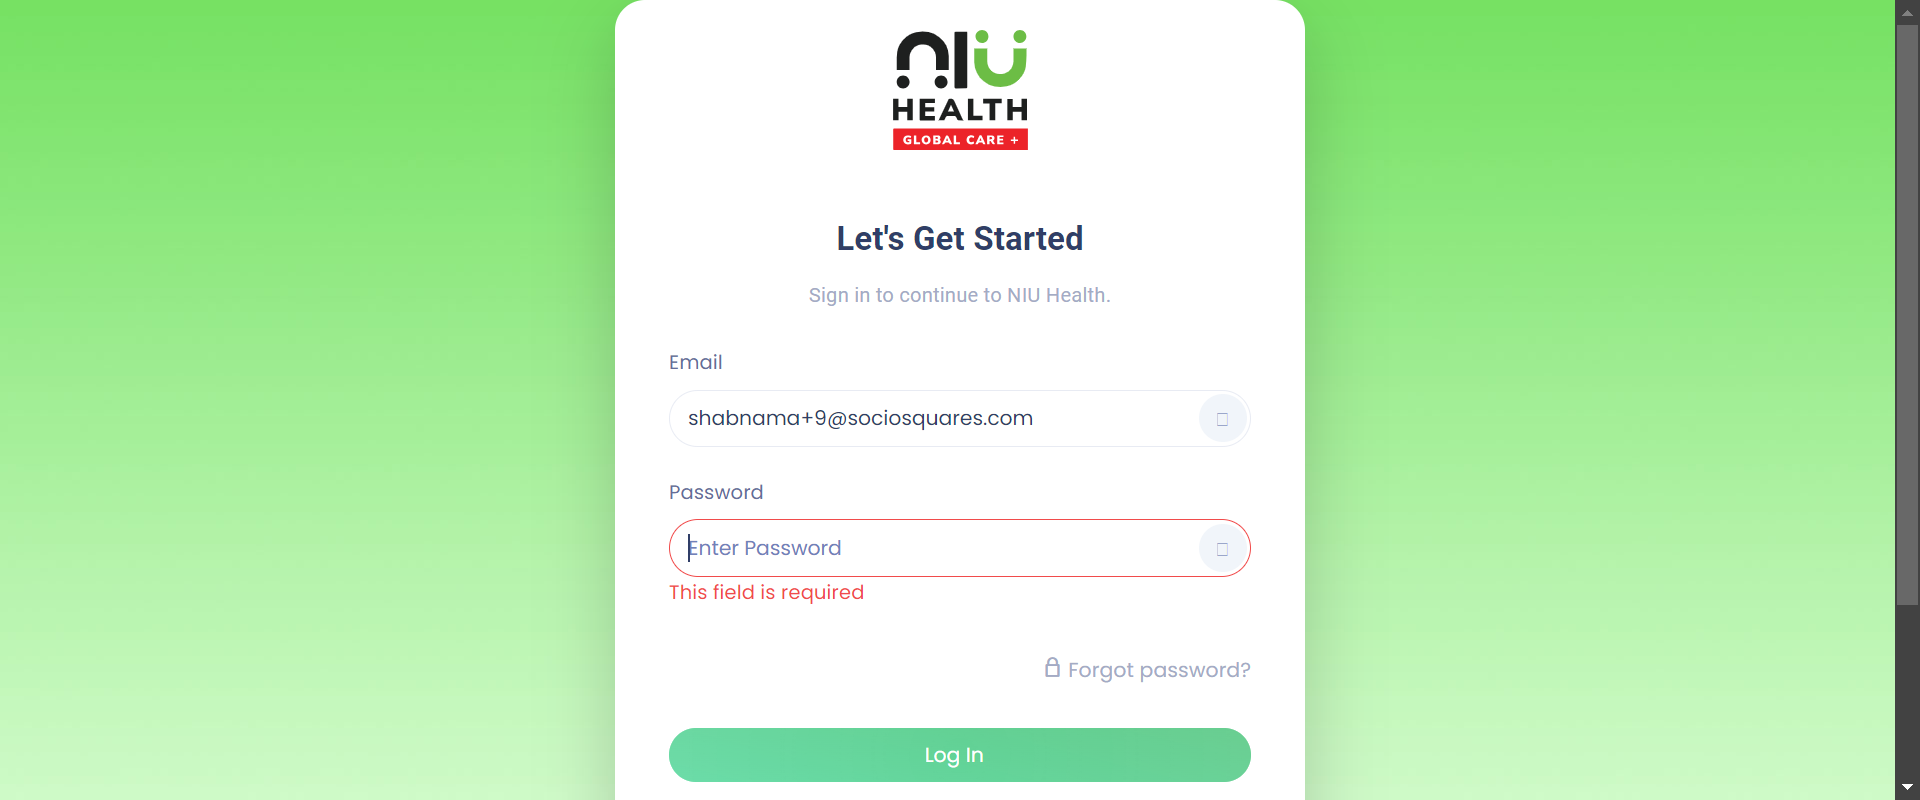 NIU
HEALTH
GLOBAL CARE +
Let's Get Started
Sign in to continue to NIU Health.
Email
shabnama+9@sociosquares.com
Password
Enter Password
This field is required
Forgot password?
Log In